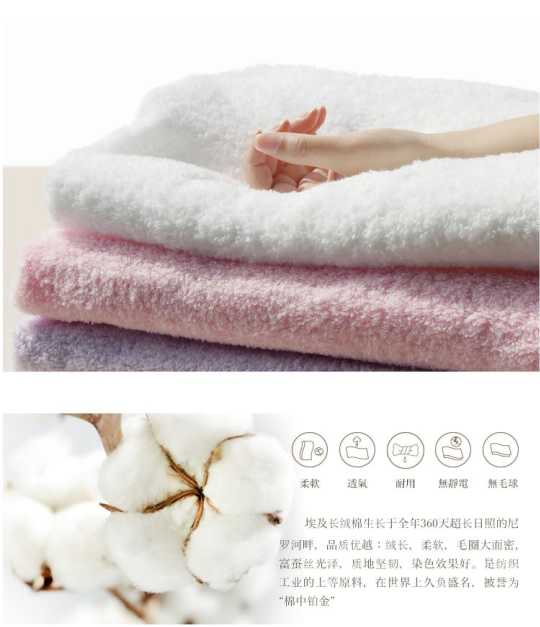 柔軟 透氣 耐用 無靜電 無毛球
埃及长绒棉生长于全年360天超长日照的尼
罗河畔，品质优越：绒长，柔软，毛圈大而密，
富蚕丝光泽，质地坚韧，染色效果好。是纺织
工业的上等原料，在世界上久负盛名，被誉为
“棉中铂金”